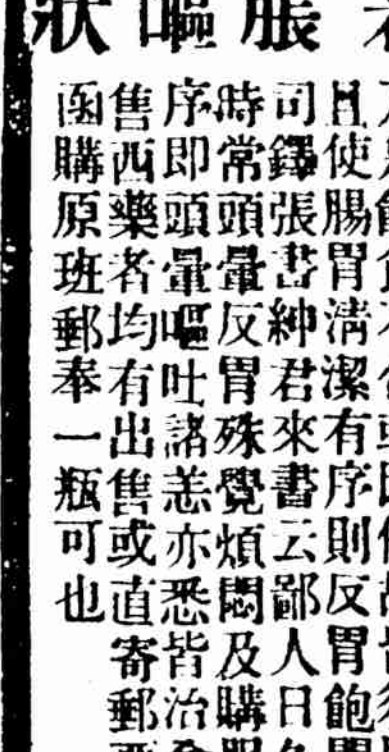 脹嘔狀
且使腸胃清潔有序則反胃飽
司鐸張書紳君來書云鄙人日
時常頭暈反胃殊覺煩悶及購
序即頭暈嘔吐諸恙亦悉皆治
售西藥者均有出售或直寄郵
函購原班郵奉一瓶可也